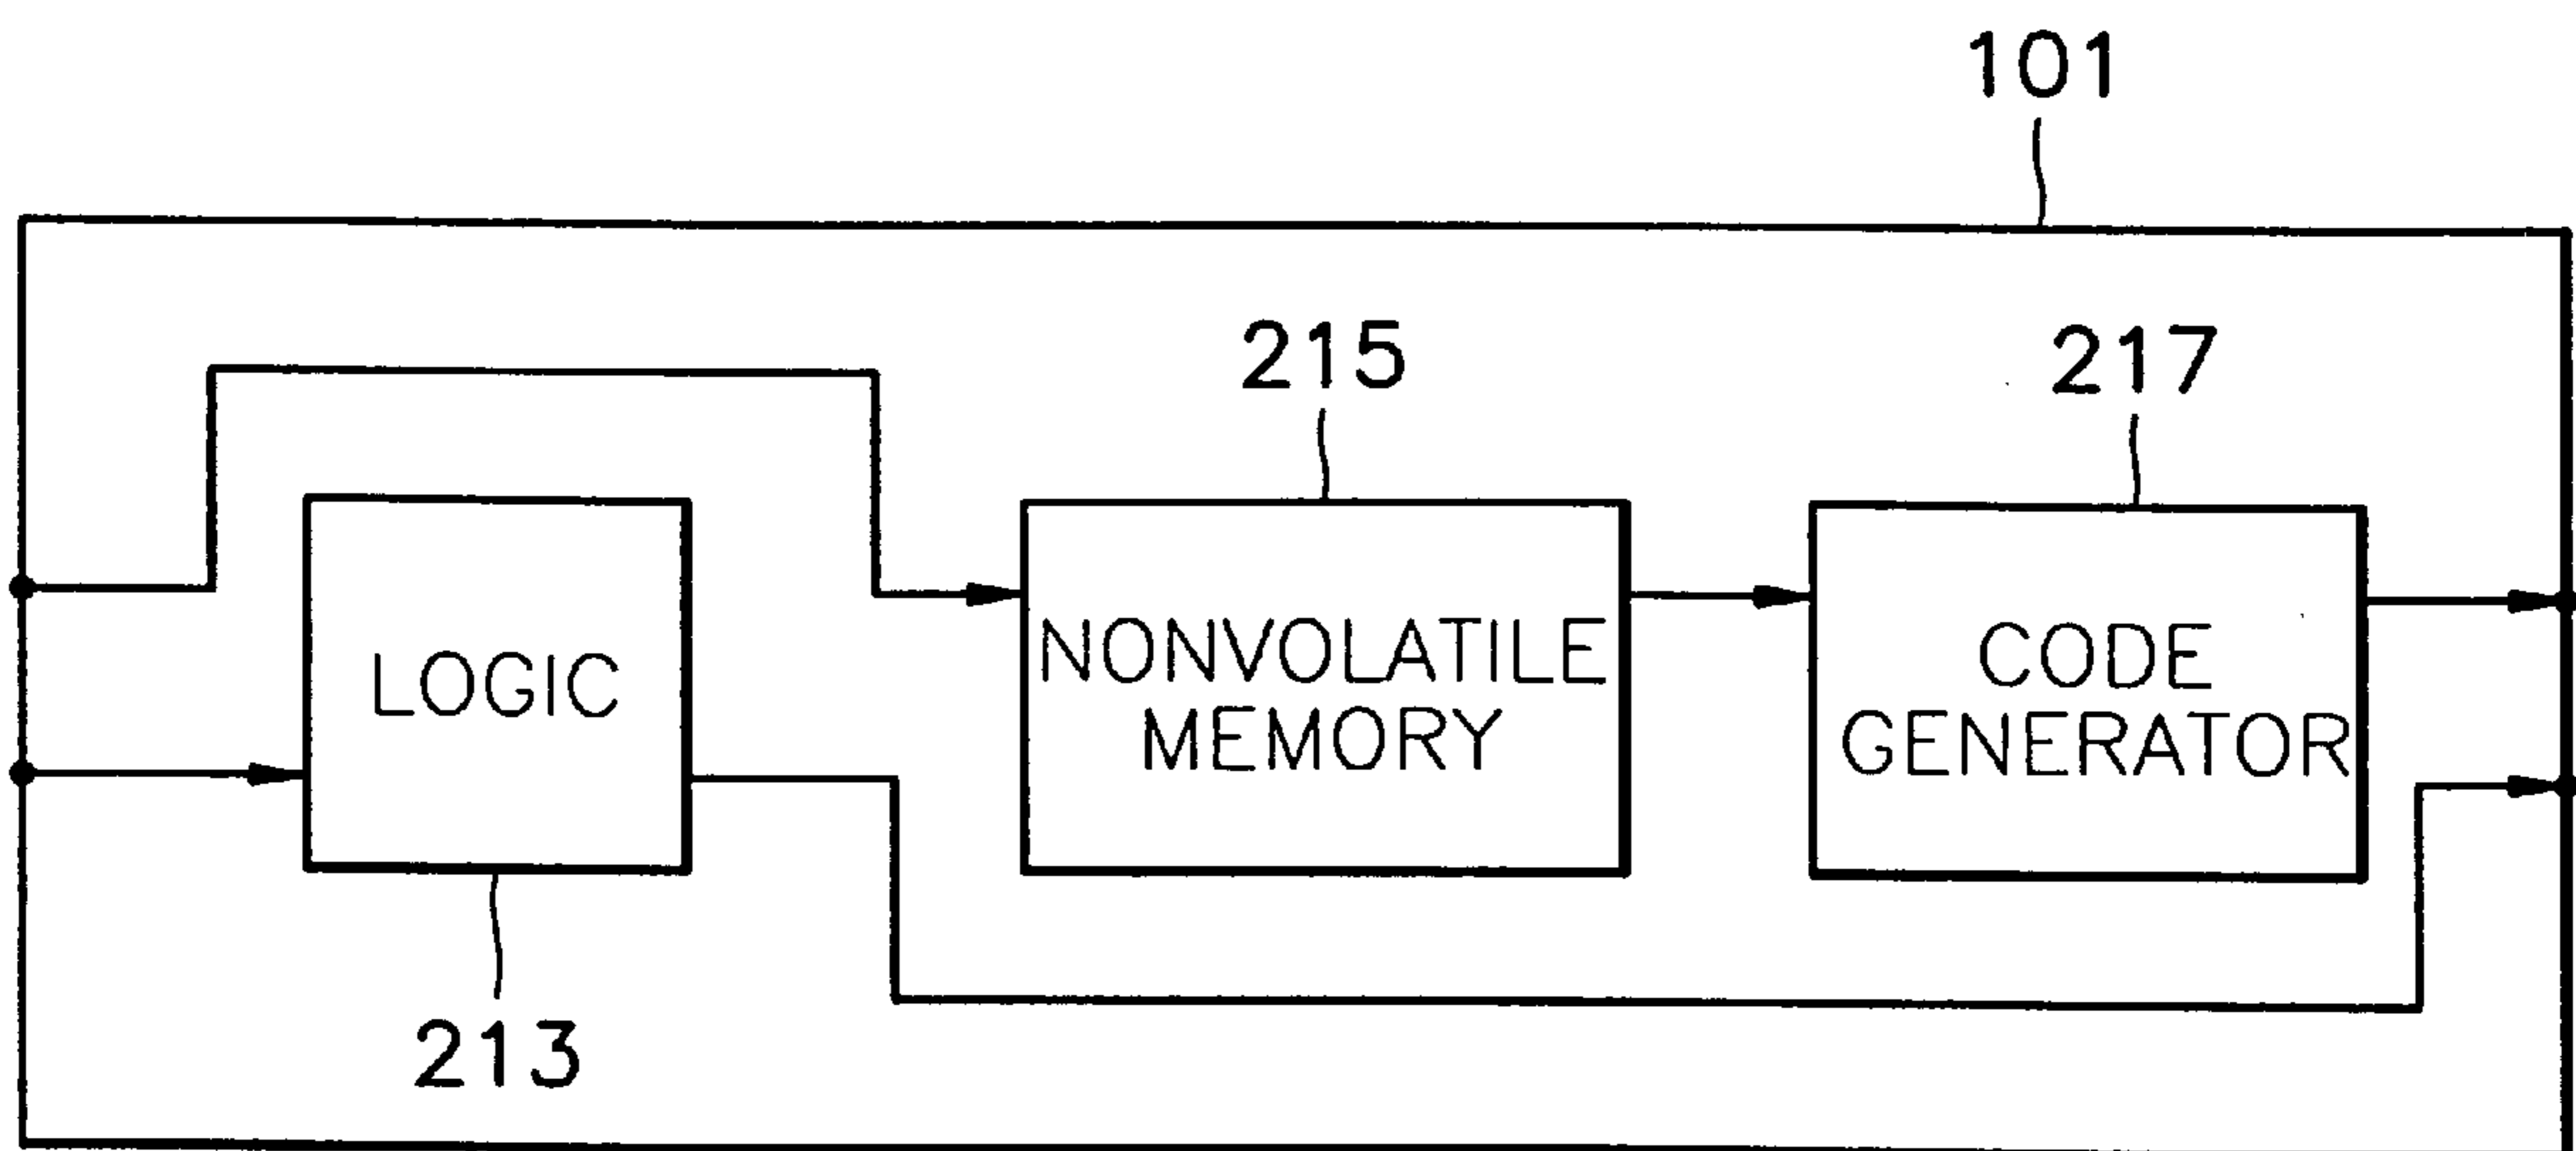 101
215
217
LOGIC
NONVOLATILE
MEMORY
CODE
GENERATOR
213